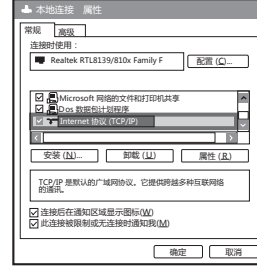 本地连接 属性
常规 高级
连接时使用：
Realtek RTL8139/810x Family F 配置 (C)...
Microsoft 网络的文件和打印机共享
Dos 数据包计划程序
Internet 协议 (TCP/IP)
安装 (N)... 卸载 (U) 属性 (R)
TCP/IP 是默认的广域网协议。它提供跨越多种互联网络
的通讯。
连接后在通知区域显示图标(W)
此连接被限制或无连接时通知我(M)
确定 取消